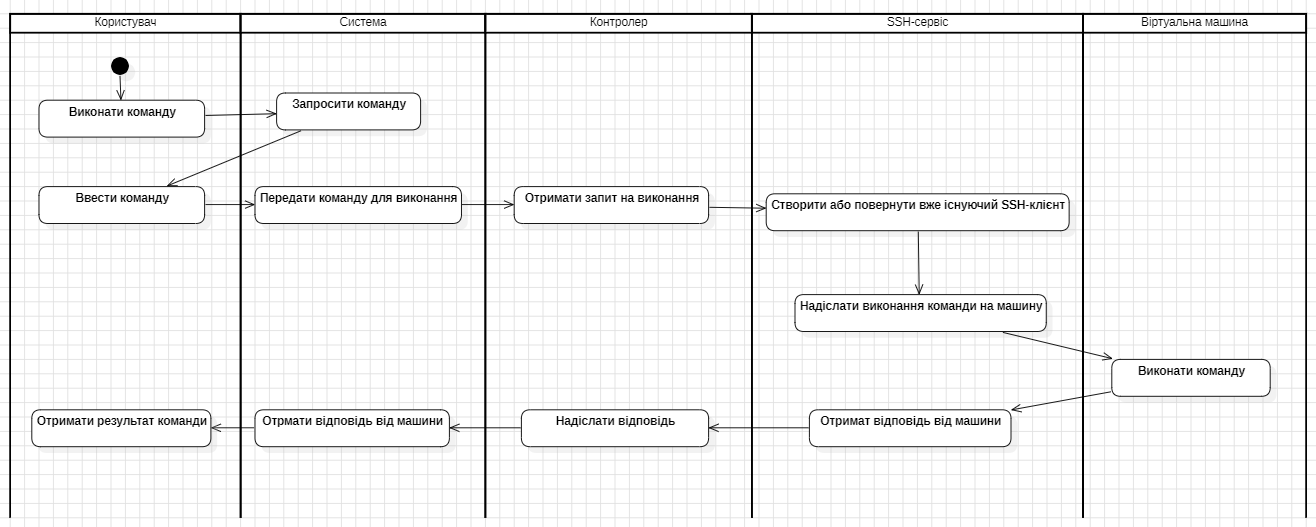 Користувач
Система
Контролер
SSH-сервіс
Віртуальна машина
Виконати команду
Запросити команду
Ввести команду
Передати команду для виконання
Отримати запит на виконання
Створити або повернути вже існуючий SSH-клієнт
Надіслати виконання команди на машину
Виконати команду
Отримати результат команди
Отрмати відповідь від машини
Надіслати відповідь
Отримат відповідь від машини